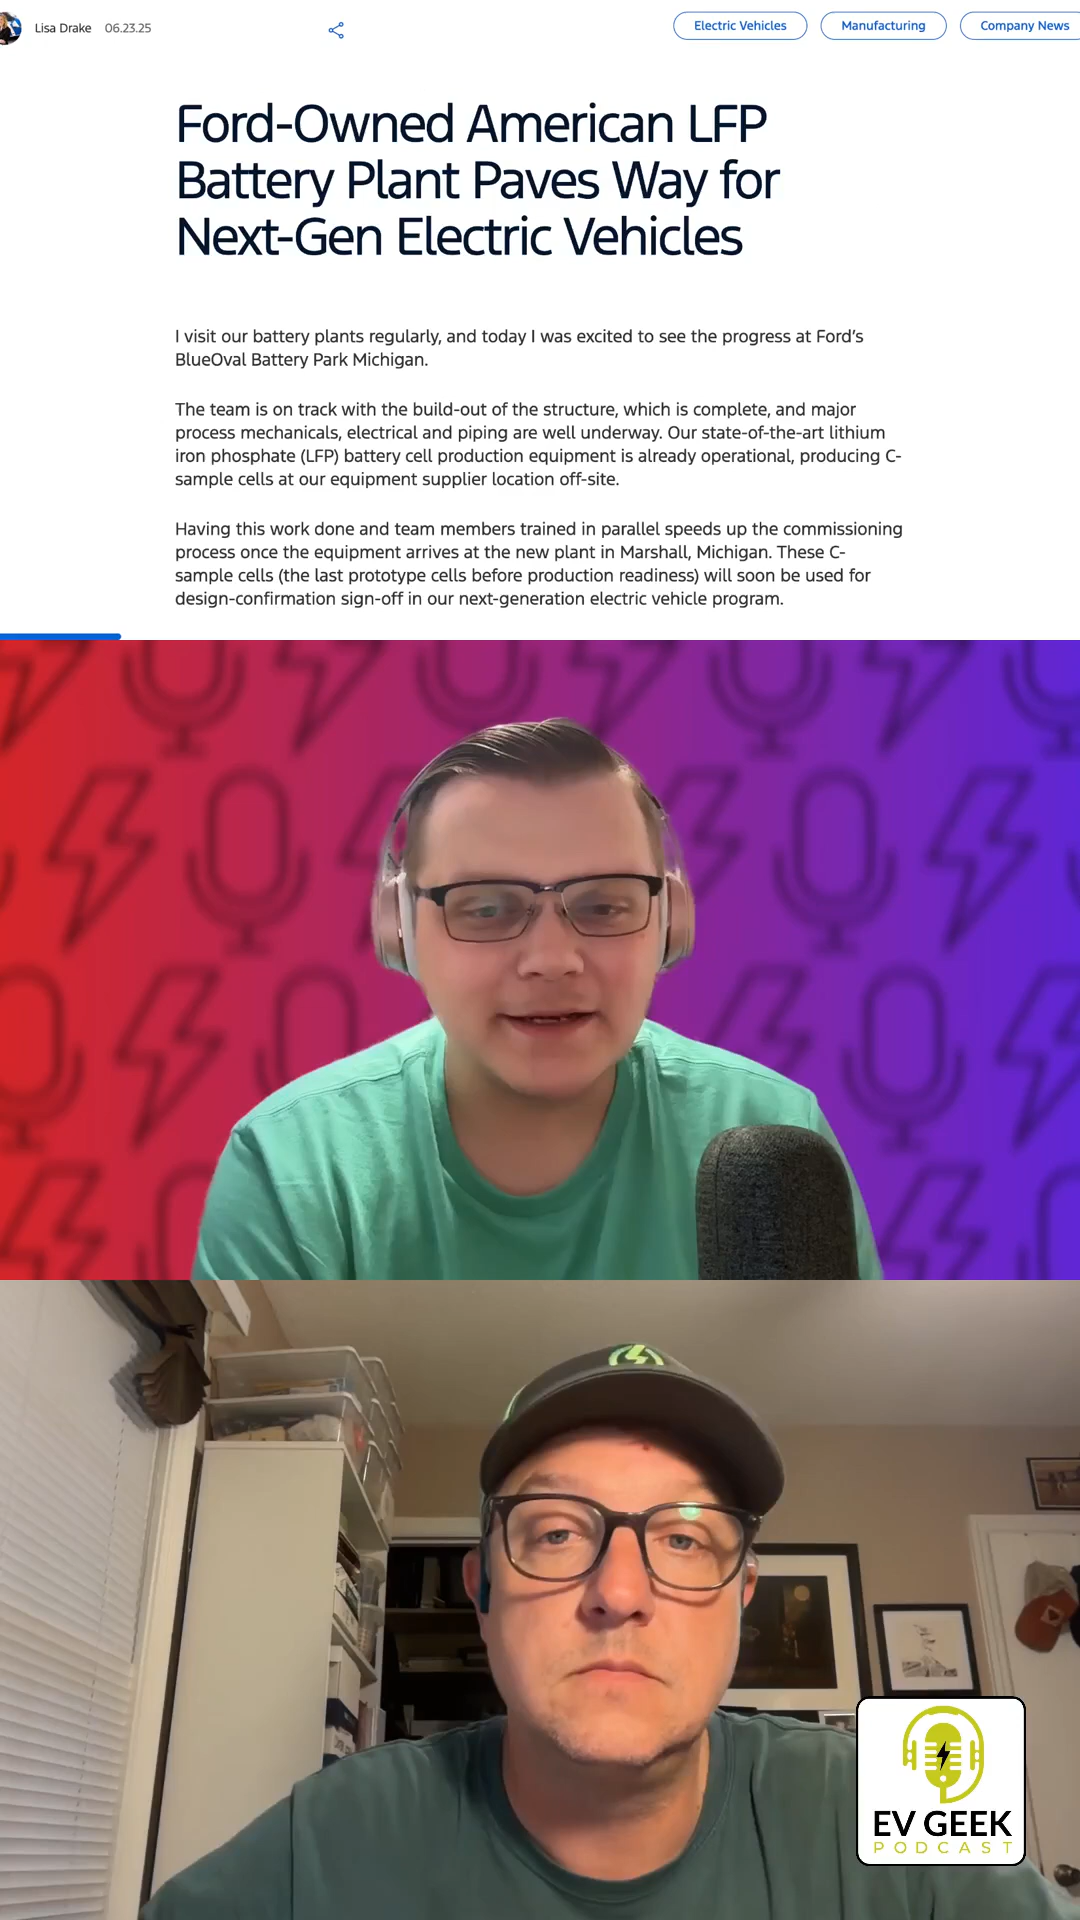 Lisa Drake 06.23.25 Electric Vehicles Manufacturing Company News
Ford-Owned American LFP
Battery Plant Paves Way for
Next-Gen Electric Vehicles
I visit our battery plants regularly, and today I was excited to see the progress at Ford’s
BlueOval Battery Park Michigan.
The team is on track with the build-out of the structure, which is complete, and major
process mechanicals, electrical and piping are well underway. Our state-of-the-art lithium
iron phosphate (LFP) battery cell production equipment is already operational, producing C-
sample cells at our equipment supplier location off-site.
Having this work done and team members trained in parallel speeds up the commissioning
process once the equipment arrives at the new plant in Marshall, Michigan. These C-
sample cells (the last prototype cells before production readiness) will soon be used for
design-confirmation sign-off in our next-generation electric vehicle program.
EV GEEK
PODCAST